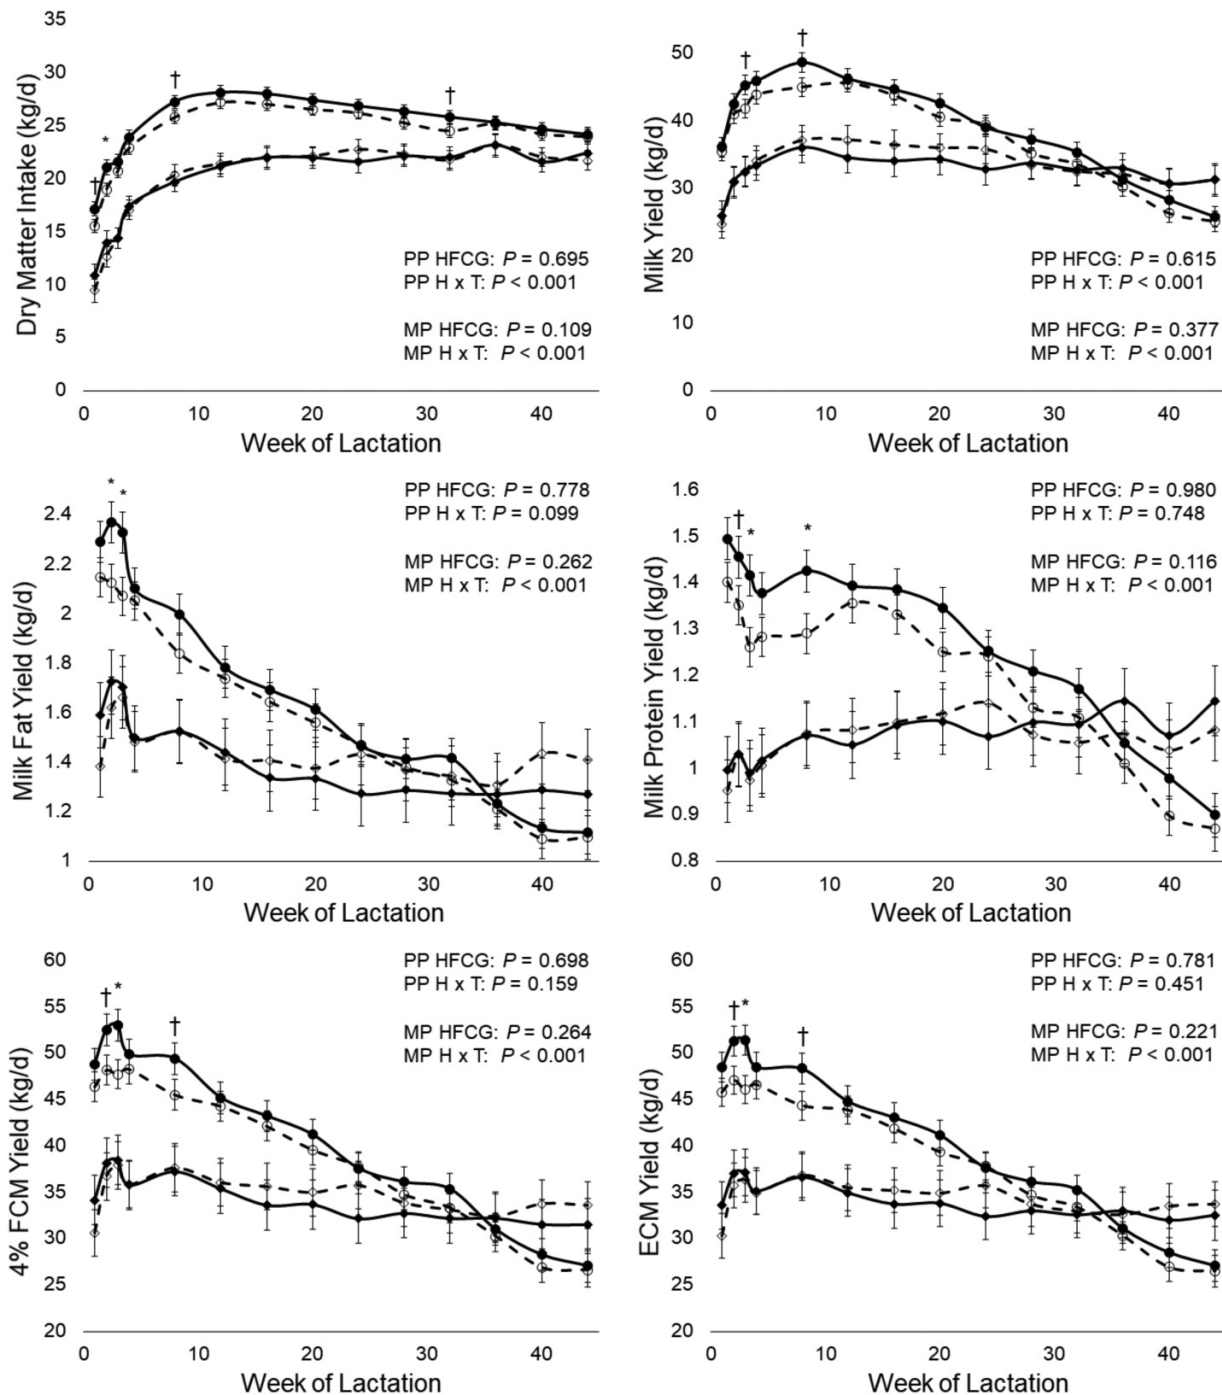 35
30
25
20
15
10
5
0
Dry Matter Intake (kg/d)
† * † †
PP HFCG: P = 0.695
PP H x T: P < 0.001
MP HFCG: P = 0.109
MP H x T: P < 0.001
0 10 20 30 40
Week of Lactation
50
40
30
20
10
0
Milk Yield (kg/d)
† †
PP HFCG: P = 0.615
PP H x T: P < 0.001
MP HFCG: P = 0.377
MP H x T: P < 0.001
0 10 20 30 40
Week of Lactation
2.4
2.2
2
1.8
1.6
1.4
1.2
1
Milk Fat Yield (kg/d)
* *
PP HFCG: P = 0.778
PP H x T: P = 0.099
MP HFCG: P = 0.262
MP H x T: P < 0.001
0 10 20 30 40
Week of Lactation
1.6
1.5
1.4
1.3
1.2
1.1
1
0.9
0.8
Milk Protein Yield (kg/d)
† * *
PP HFCG: P = 0.980
PP H x T: P = 0.748
MP HFCG: P = 0.116
MP H x T: P < 0.001
0 10 20 30 40
Week of Lactation
60
55
50
45
40
35
30
25
20
4% FCM Yield (kg/d)
† * †
PP HFCG: P = 0.698
PP H x T: P = 0.159
MP HFCG: P = 0.264
MP H x T: P < 0.001
0 10 20 30 40
Week of Lactation
60
55
50
45
40
35
30
25
20
ECM Yield (kg/d)
† * †
PP HFCG: P = 0.781
PP H x T: P = 0.451
MP HFCG: P = 0.221
MP H x T: P < 0.001
0 10 20 30 40
Week of Lactation